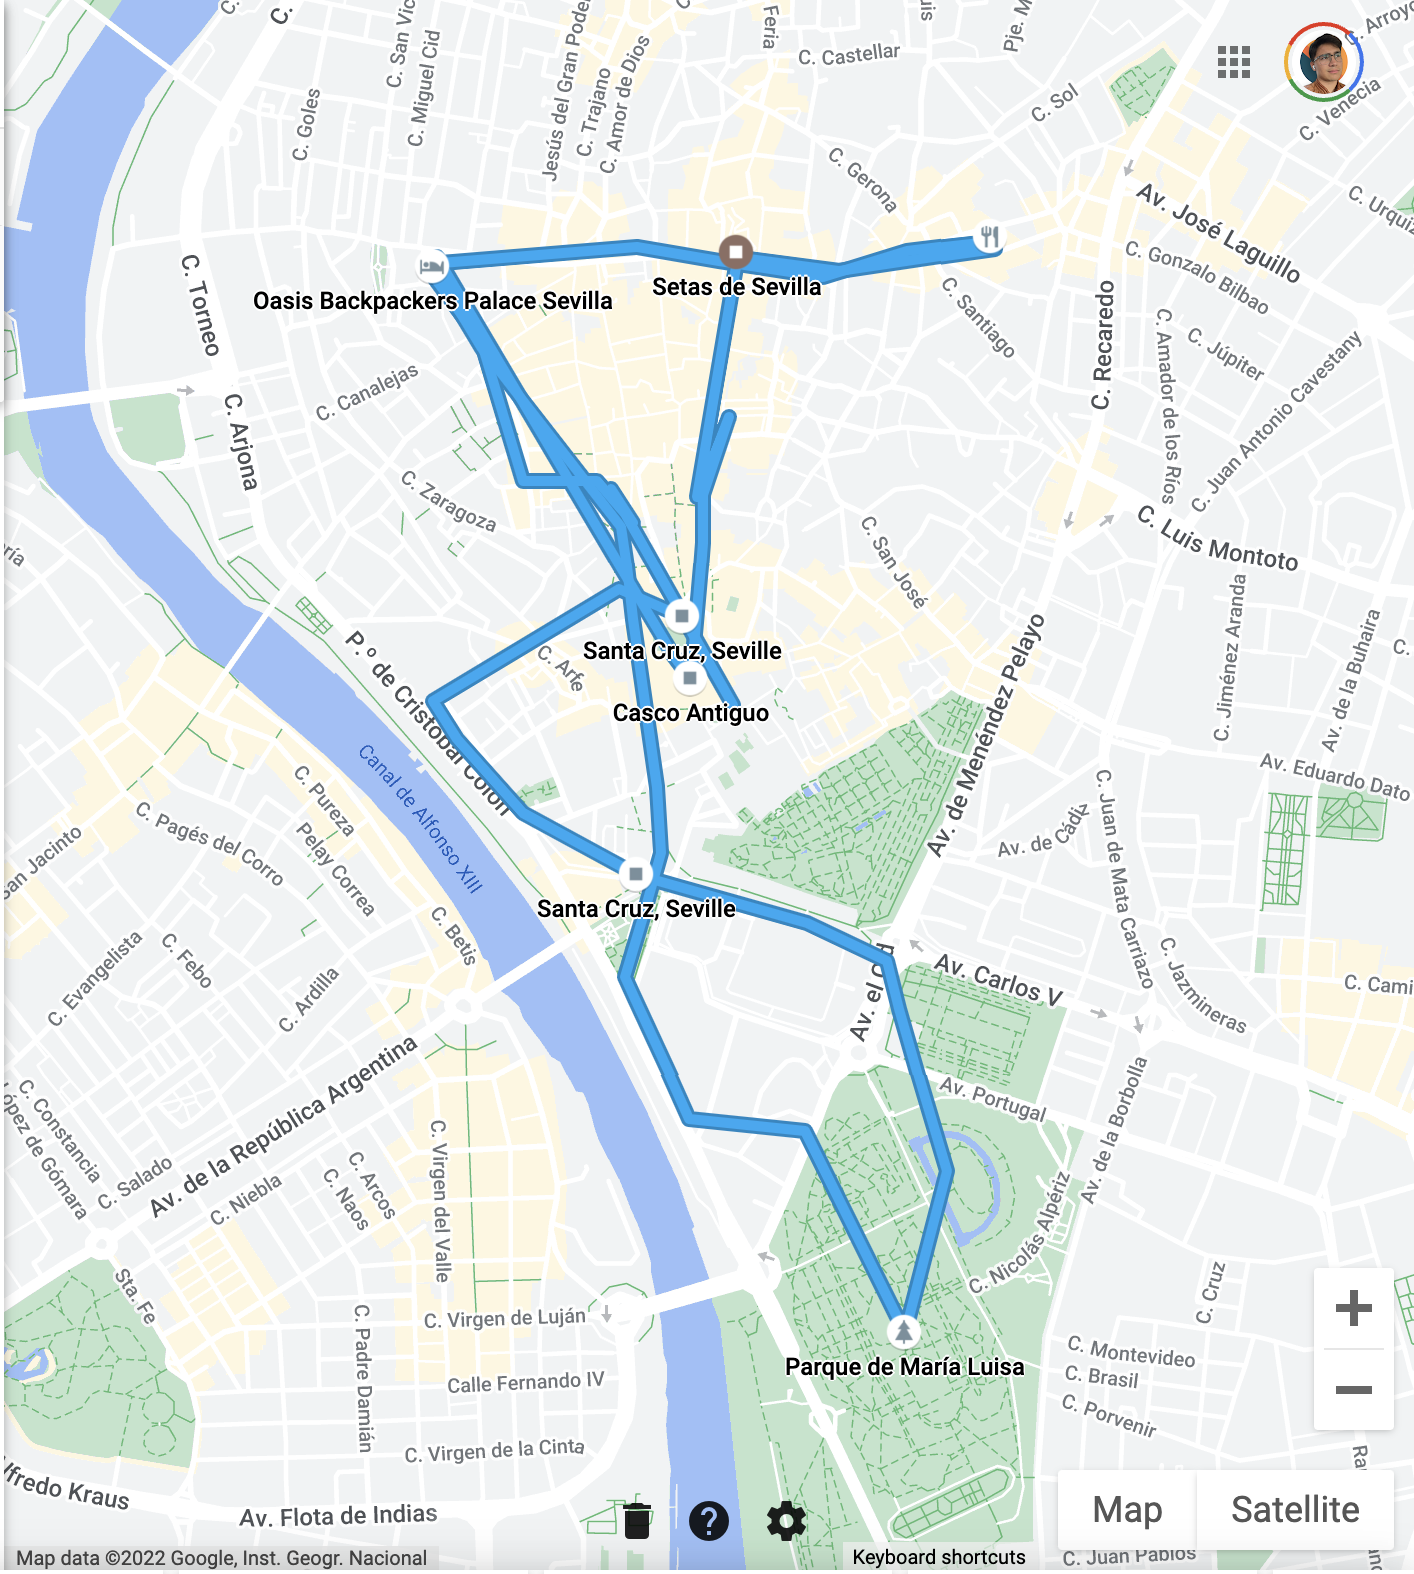 C.
C.
C. San Vic
C. Miguel Cid
Jesús del Gran Poder
C. Trajano
C. Amor de Dios
C.
Feria
C. Castellar
Pje. M
C. Sol
C. Arroyo
C. Venecia
C. Goles
C. Gerona
Av. José Laguillo
C. Urquiz
C. Gonzalo Bilbao
C. Torneo
Oasis Backpackers Palace Sevilla
Setas de Sevilla
C. Santiago
C. Recaredo
C. Amador de los Ríos
C. Júpiter
C. Juan Antonio Cavestany
C. Canalejas
C. Arjona
C. Zaragoza
C. Luis Montoto
C. San José
ría
C. Jiménez Aranda
Av. de la Buhaira
C.
P.º de Cristóbal Colón
C. Arfe
Santa Cruz, Seville
Casco Antiguo
Av. de Menéndez Pelayo
Canal de Alfonso XIII
C. Pureza
C. Pagés del Corro
Pelay Correa
San Jacinto
Av. Eduardo Dato
Av. de Cádiz
C. Juan de Mata Carriazo
Santa Cruz, Seville
C. Betis
C. Evangelista
C. Febo
C. Ardilla
Av. el Cid
Av. Carlos V
C. Jazmineras
C. Cami
Av. de la República Argentina
Av. Portugal
Av. de la Borbolla
C. Constancia
López de Gómara
C. Salado
C. Niebla
C. Arcos
C. Naos
C. Virgen del Valle
C. Nicolás Alpériz
Sta. Fe
C. Cruz
C. Virgen de Luján
C. Padre Damián
Parque de María Luisa
C. Montevideo
C. Brasil
C. Porvenir
Calle Fernando IV
C. Virgen de la Cinta
lfredo Kraus
Av. Flota de Indias
Map
Satellite
Map data ©2022 Google, Inst. Geogr. Nacional
Keyboard shortcuts
C. Juan Pablos